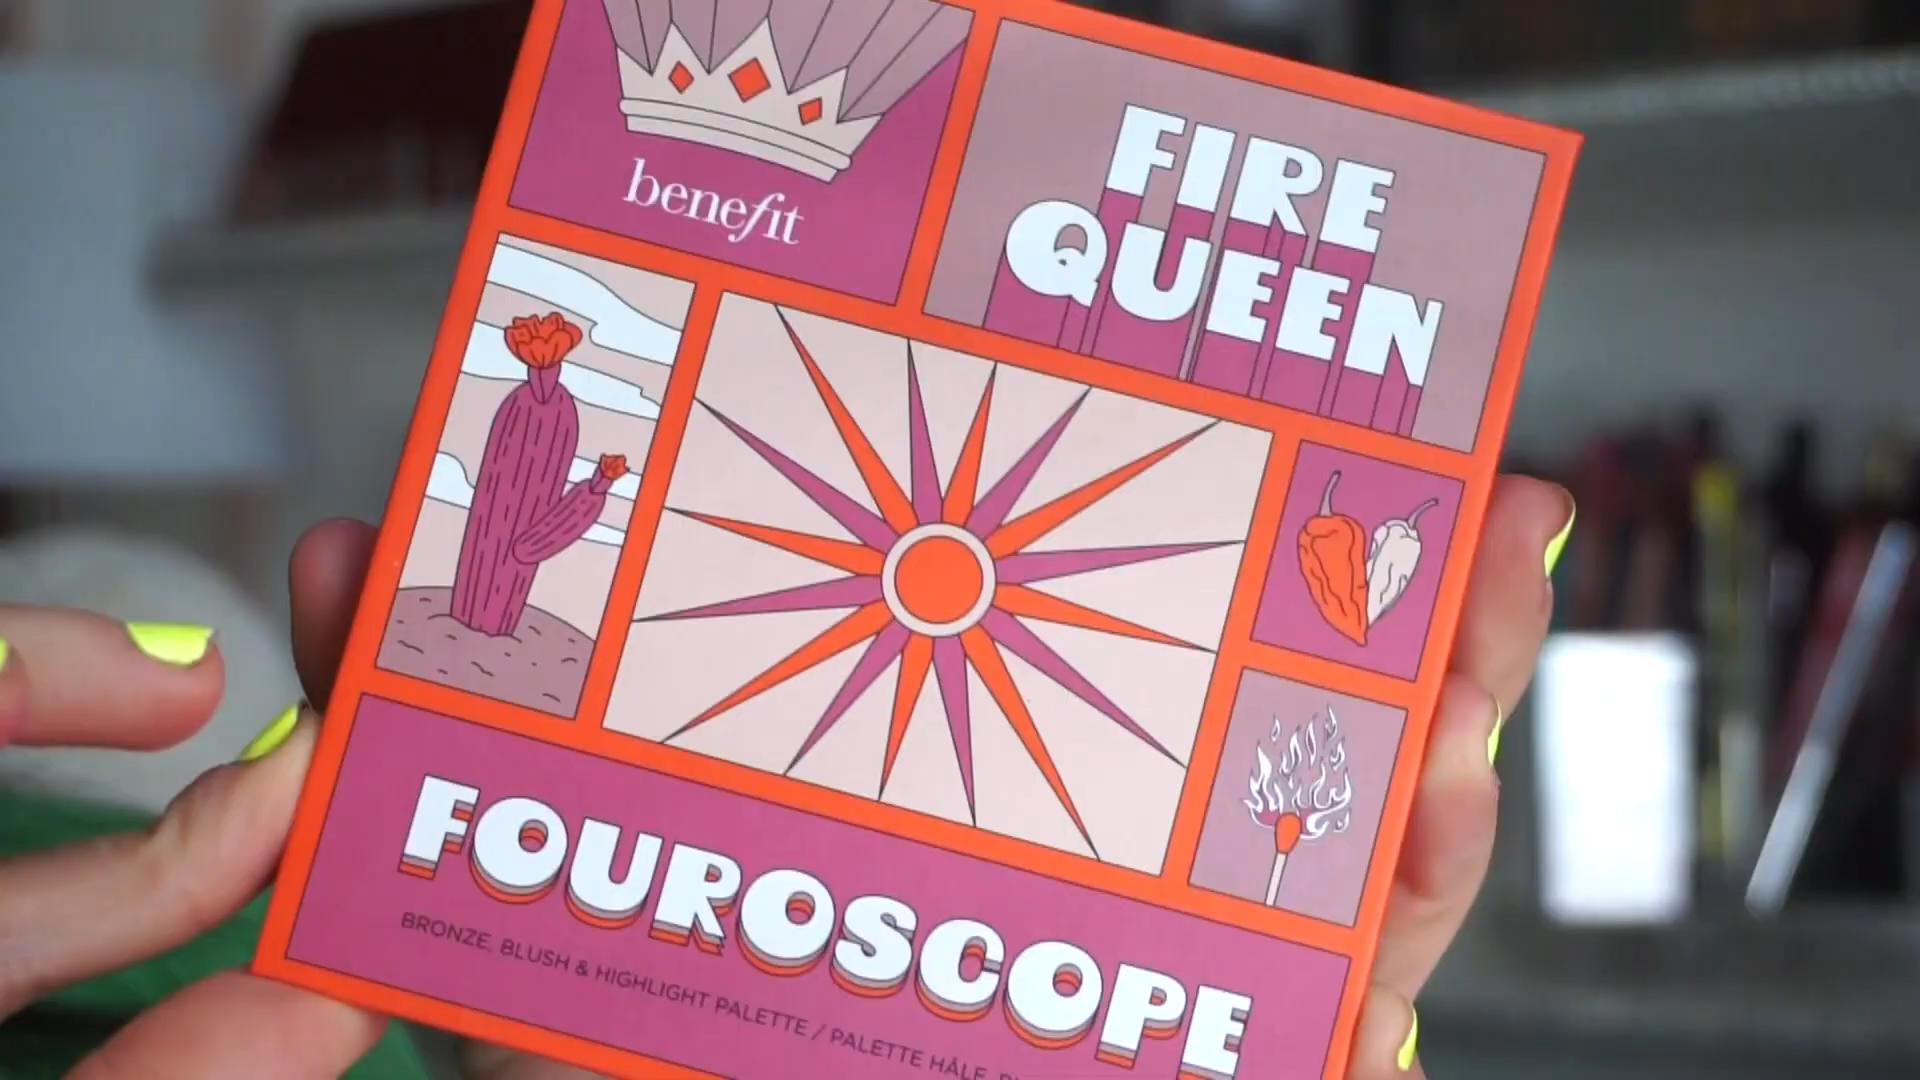 benefit
FIRE
QUEEN
FOUROSCOPE
BRONZE, BLUSH & HIGHLIGHT PALETTE / PALETTE HÂLE,